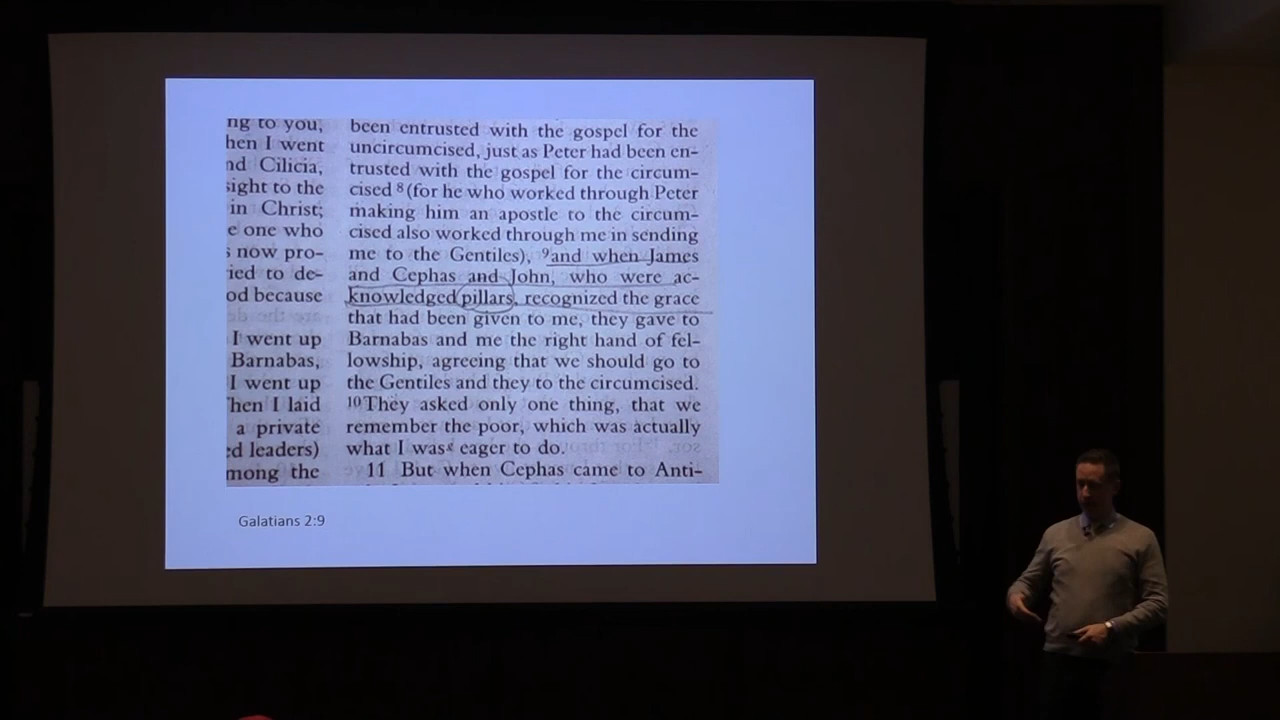 ng to you,
hen I went
nd Cilicia,
sight to the
in Christ;
e one who
s now pro-
ried to de-
od because
I went up
Barnabas,
I went up
hen I laid
a private
ed leaders)
mong the
been entrusted with the gospel for the
uncircumcised, just as Peter had been en-
trusted with the gospel for the circum-
cised 8 (for he who worked through Peter
making him an apostle to the circum-
cised also worked through me in sending
me to the Gentiles), 9 and when James
and Cephas and John, who were ac-
knowledged pillars, recognized the grace
that had been given to me, they gave to
Barnabas and me the right hand of fel-
lowship, agreeing that we should go to
the Gentiles and they to the circumcised.
10 They asked only one thing, that we
remember the poor, which was actually
what I was eager to do.
11 But when Cephas came to Anti-
Galatians 2:9